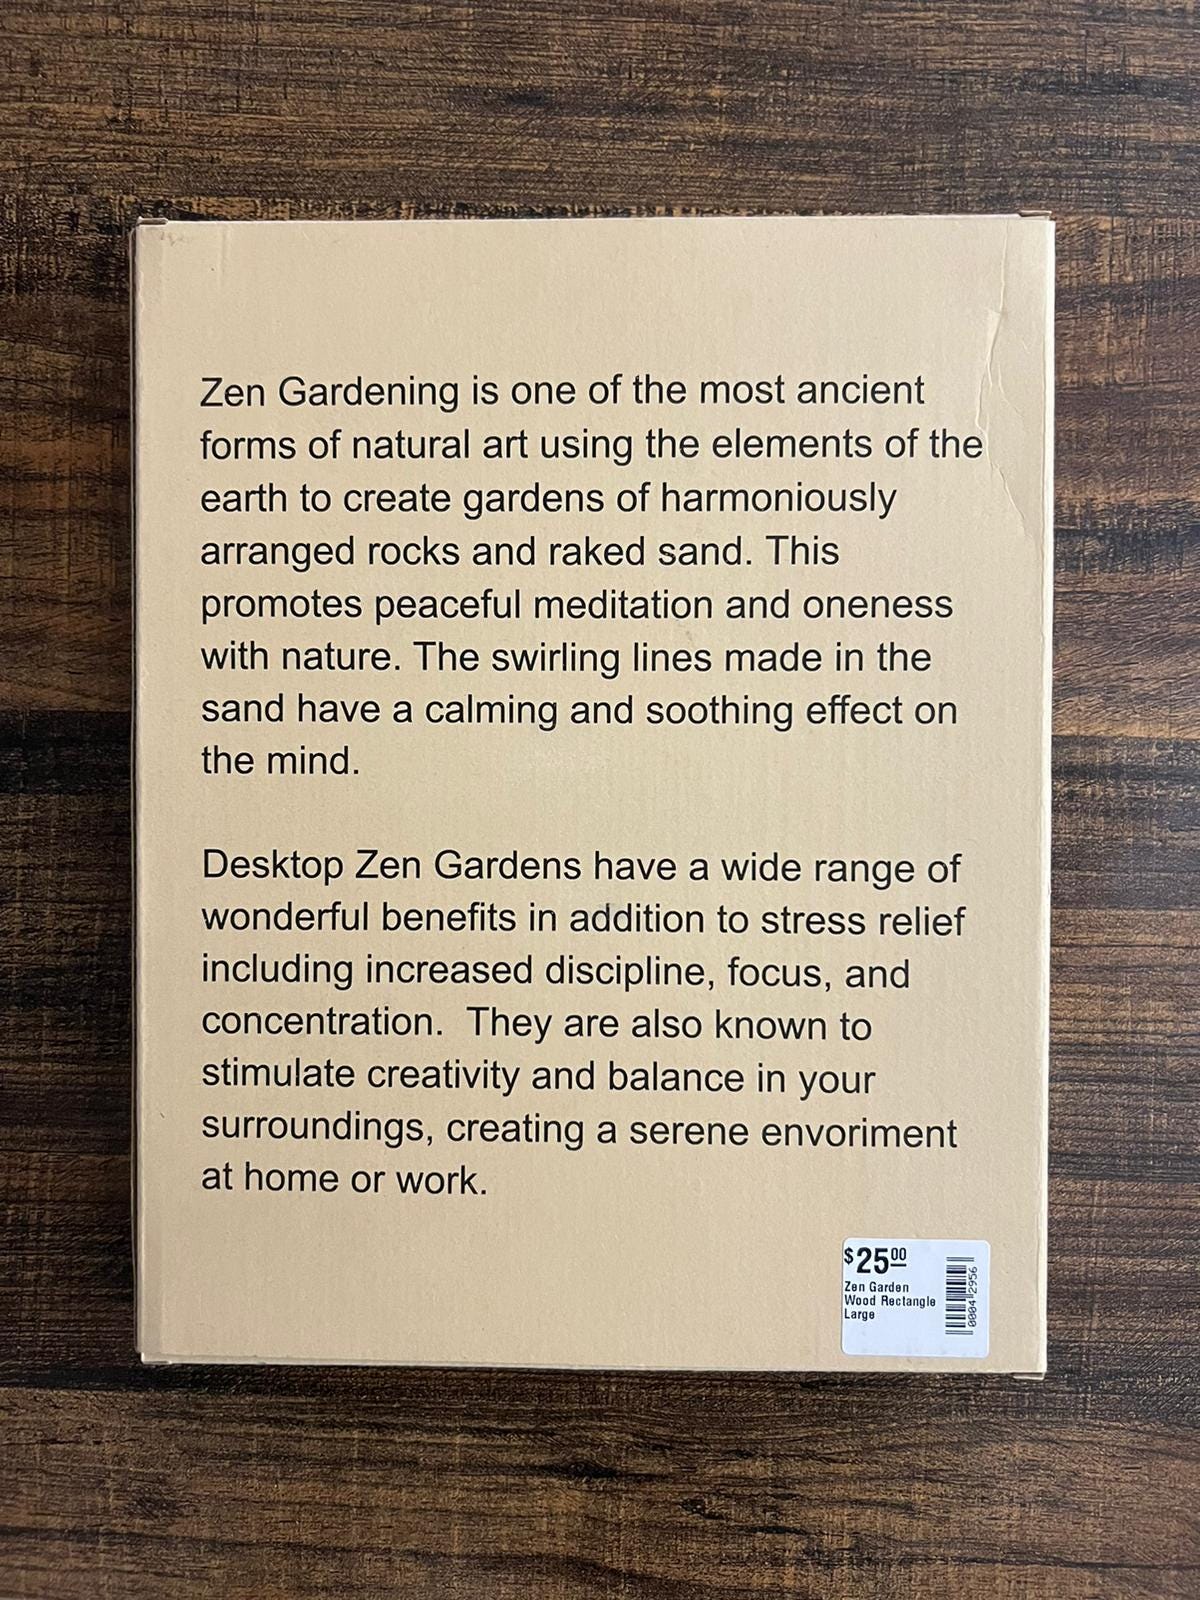 Zen Gardening is one of the most ancient
forms of natural art using the elements of the
earth to create gardens of harmoniously
arranged rocks and raked sand. This
promotes peaceful meditation and oneness
with nature. The swirling lines made in the
sand have a calming and soothing effect on
the mind.
Desktop Zen Gardens have a wide range of
wonderful benefits in addition to stress relief
including increased discipline, focus, and
concentration.  They are also known to
stimulate creativity and balance in your
surroundings, creating a serene envoriment
at home or work.
$2500
Zen Garden
Wood Rectangle
Large
00042956